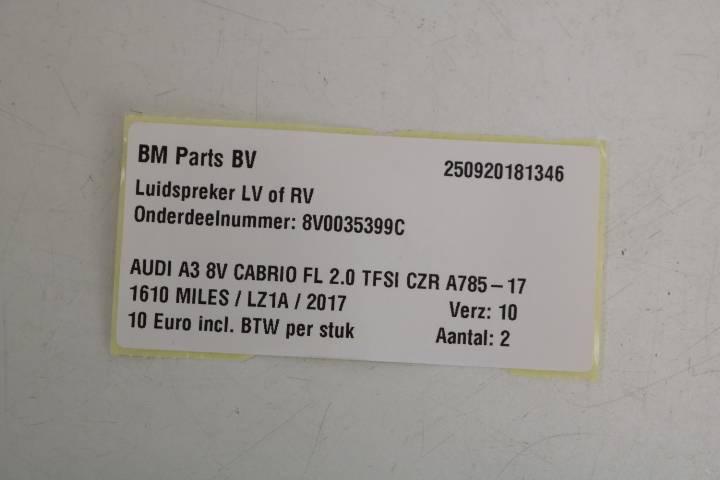 BM Parts BV 250920181346
Luidspreker LV of RV
Onderdeelnummer: 8V0035399C
AUDI A3 8V CABRIO FL 2.0 TFSI CZR A785-17
1610 MILES / LZ1A / 2017 Verz: 10
10 Euro incl. BTW per stuk Aantal: 2